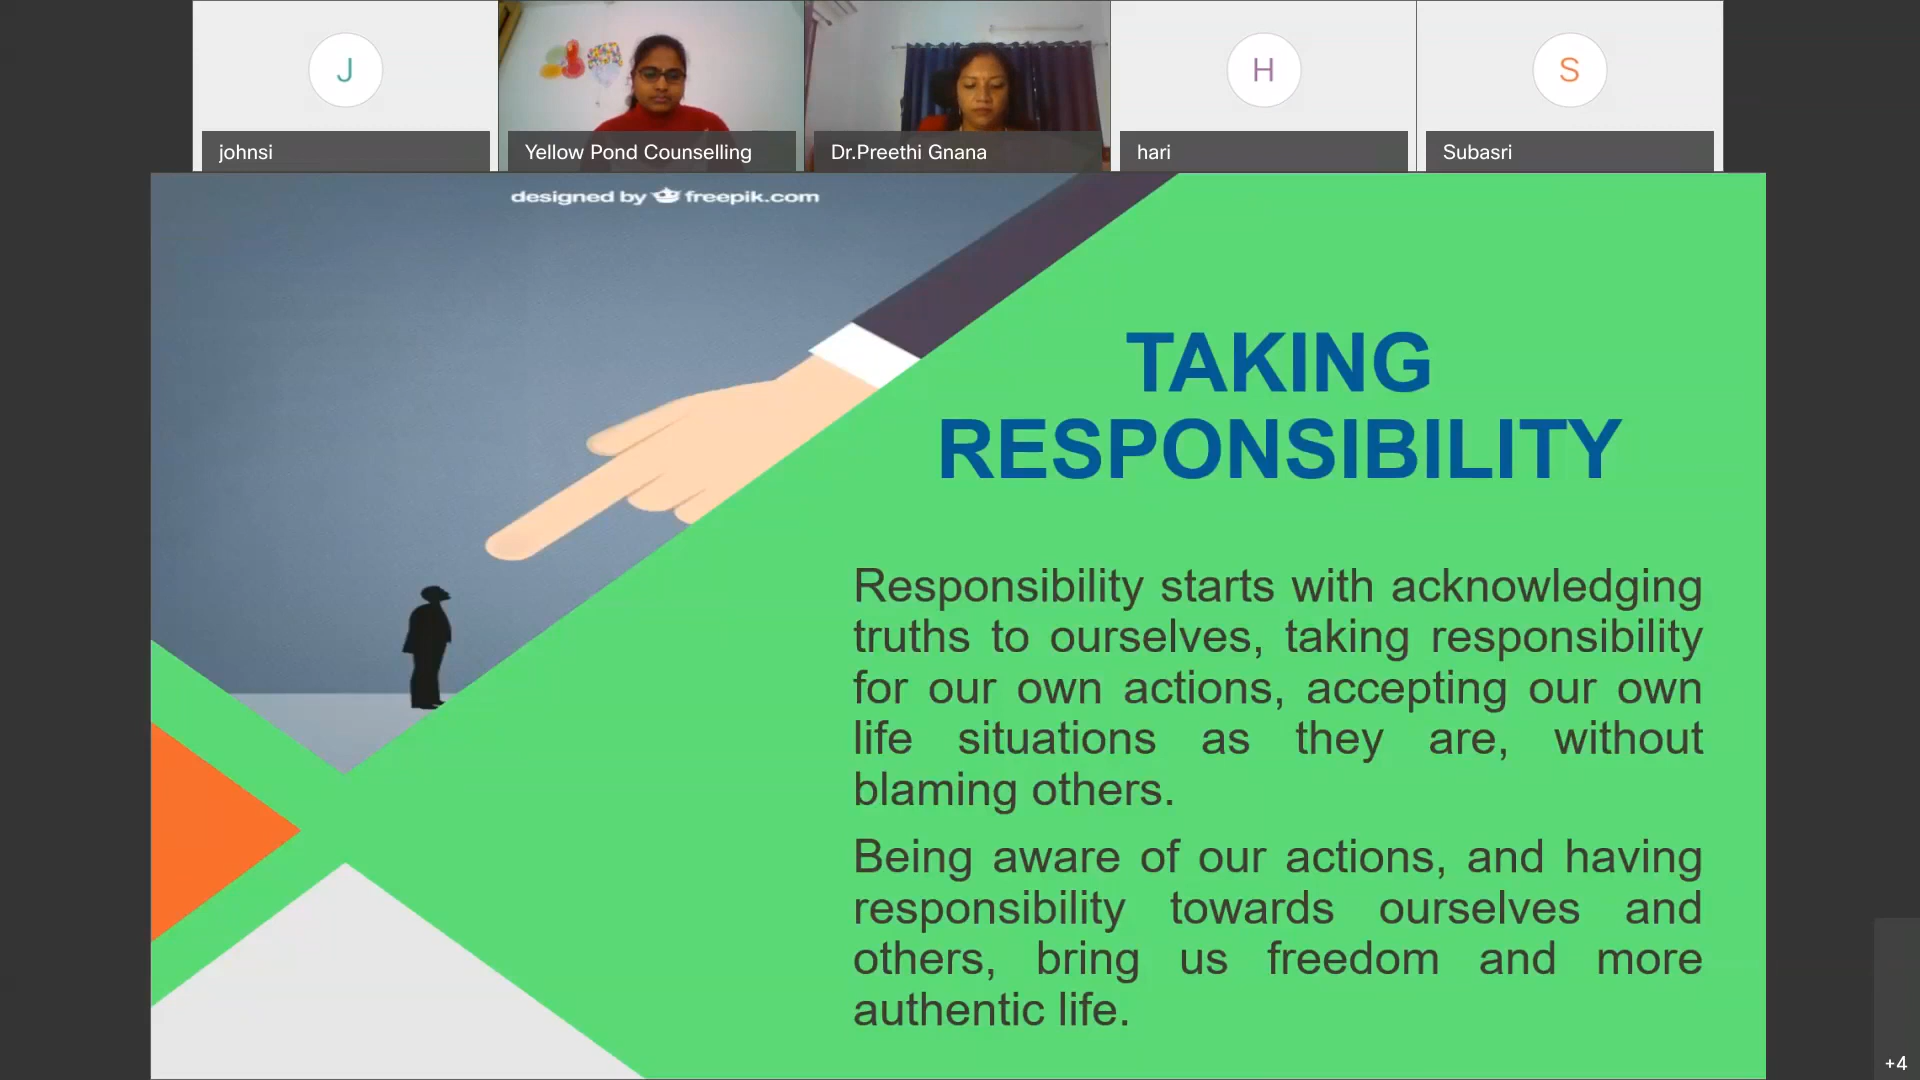 J
H
S
johnsi
Yellow Pond Counselling
Dr.Preethi Gnana
hari
Subasri
designed by freepik.com
TAKING
RESPONSIBILITY
Responsibility starts with acknowledging
truths to ourselves, taking responsibility
for our own actions, accepting our own
life situations as they are, without
blaming others.
Being aware of our actions, and having
responsibility towards ourselves and
others, bring us freedom and more
authentic life.
+4